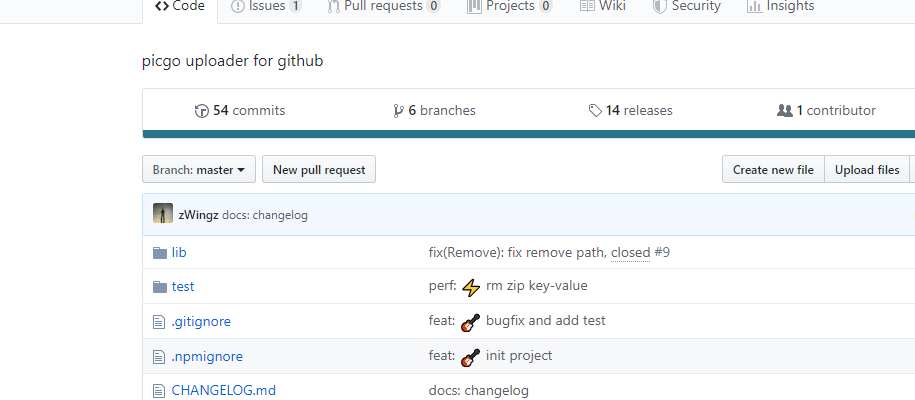 Code Issues 1 Pull requests 0 Projects 0 Wiki Security Insights
picgo uploader for github
54 commits 6 branches 14 releases 1 contributor
Branch: master New pull request Create new file Upload files
zWingz docs: changelog
lib fix(Remove): fix remove path, closed #9
test perf: ⚡ rm zip key-value
.gitignore feat: 🎸 bugfix and add test
.npmignore feat: 🎸 init project
CHANGELOG.md docs: changelog